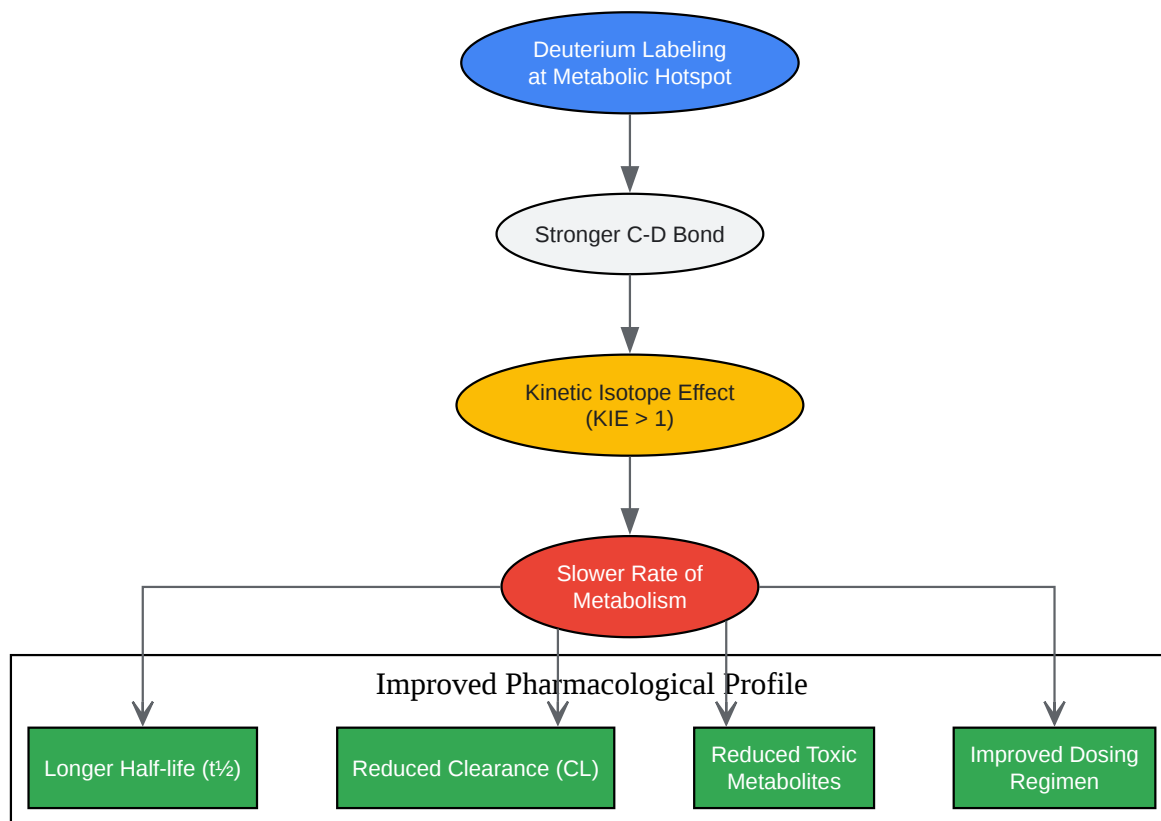 Deuterium Labeling
at Metabolic Hotspot
Stronger C-D Bond
Kinetic Isotope Effect
(KIE > 1)
Slower Rate of
Metabolism
Improved Pharmacological Profile
Longer Half-life (t½)
Reduced Clearance (CL)
Reduced Toxic
Metabolites
Improved Dosing
Regimen